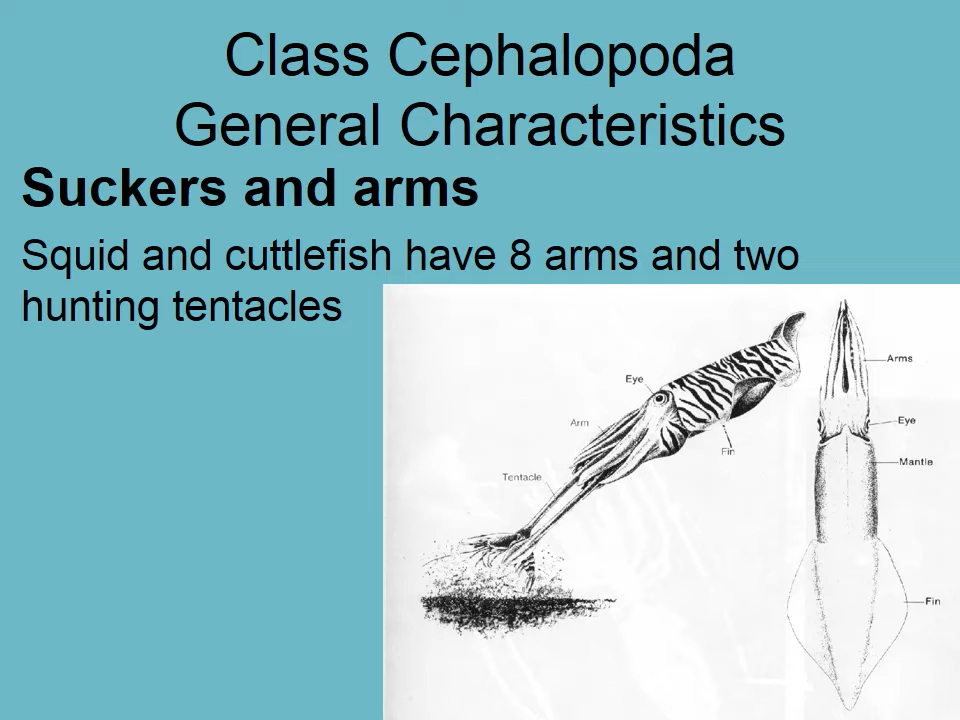 Class Cephalopoda
General Characteristics
Suckers and arms
Squid and cuttlefish have 8 arms and two
hunting tentacles
Eye
Arm
Tentacle
Fin
Arms
Eye
Mantle
Fin